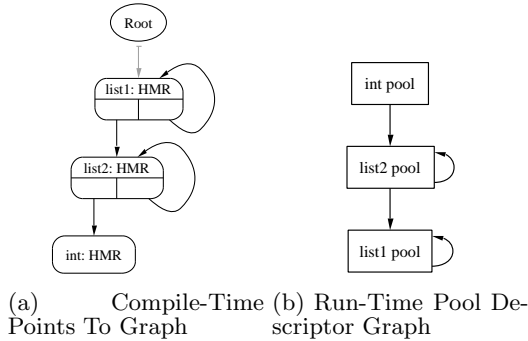 Root
list1: HMR
list2: HMR
int: HMR
int pool
list2 pool
list1 pool
(a) Compile-Time
Points To Graph
(b) Run-Time Pool De-
scriptor Graph